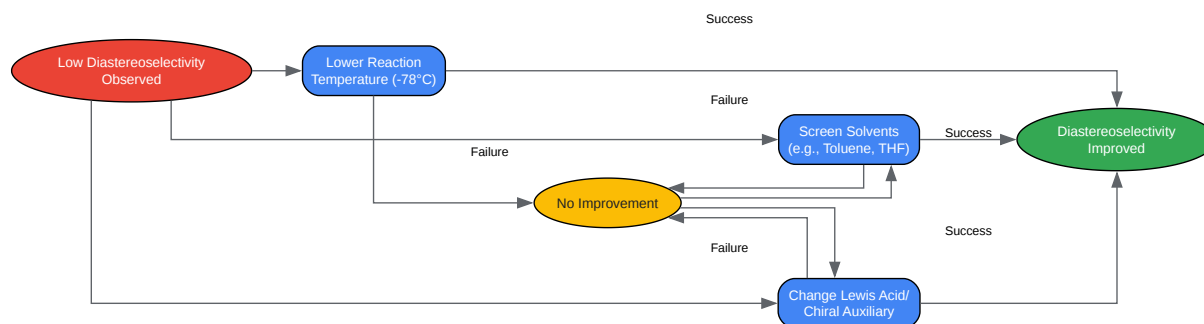 Success
Low Diastereoselectivity
Observed
Lower Reaction
Temperature (-78°C)
Failure
Screen Solvents
(e.g., Toluene, THF)
Success
Diastereoselectivity
Improved
Failure
No Improvement
Success
Failure
Change Lewis Acid/
Chiral Auxiliary